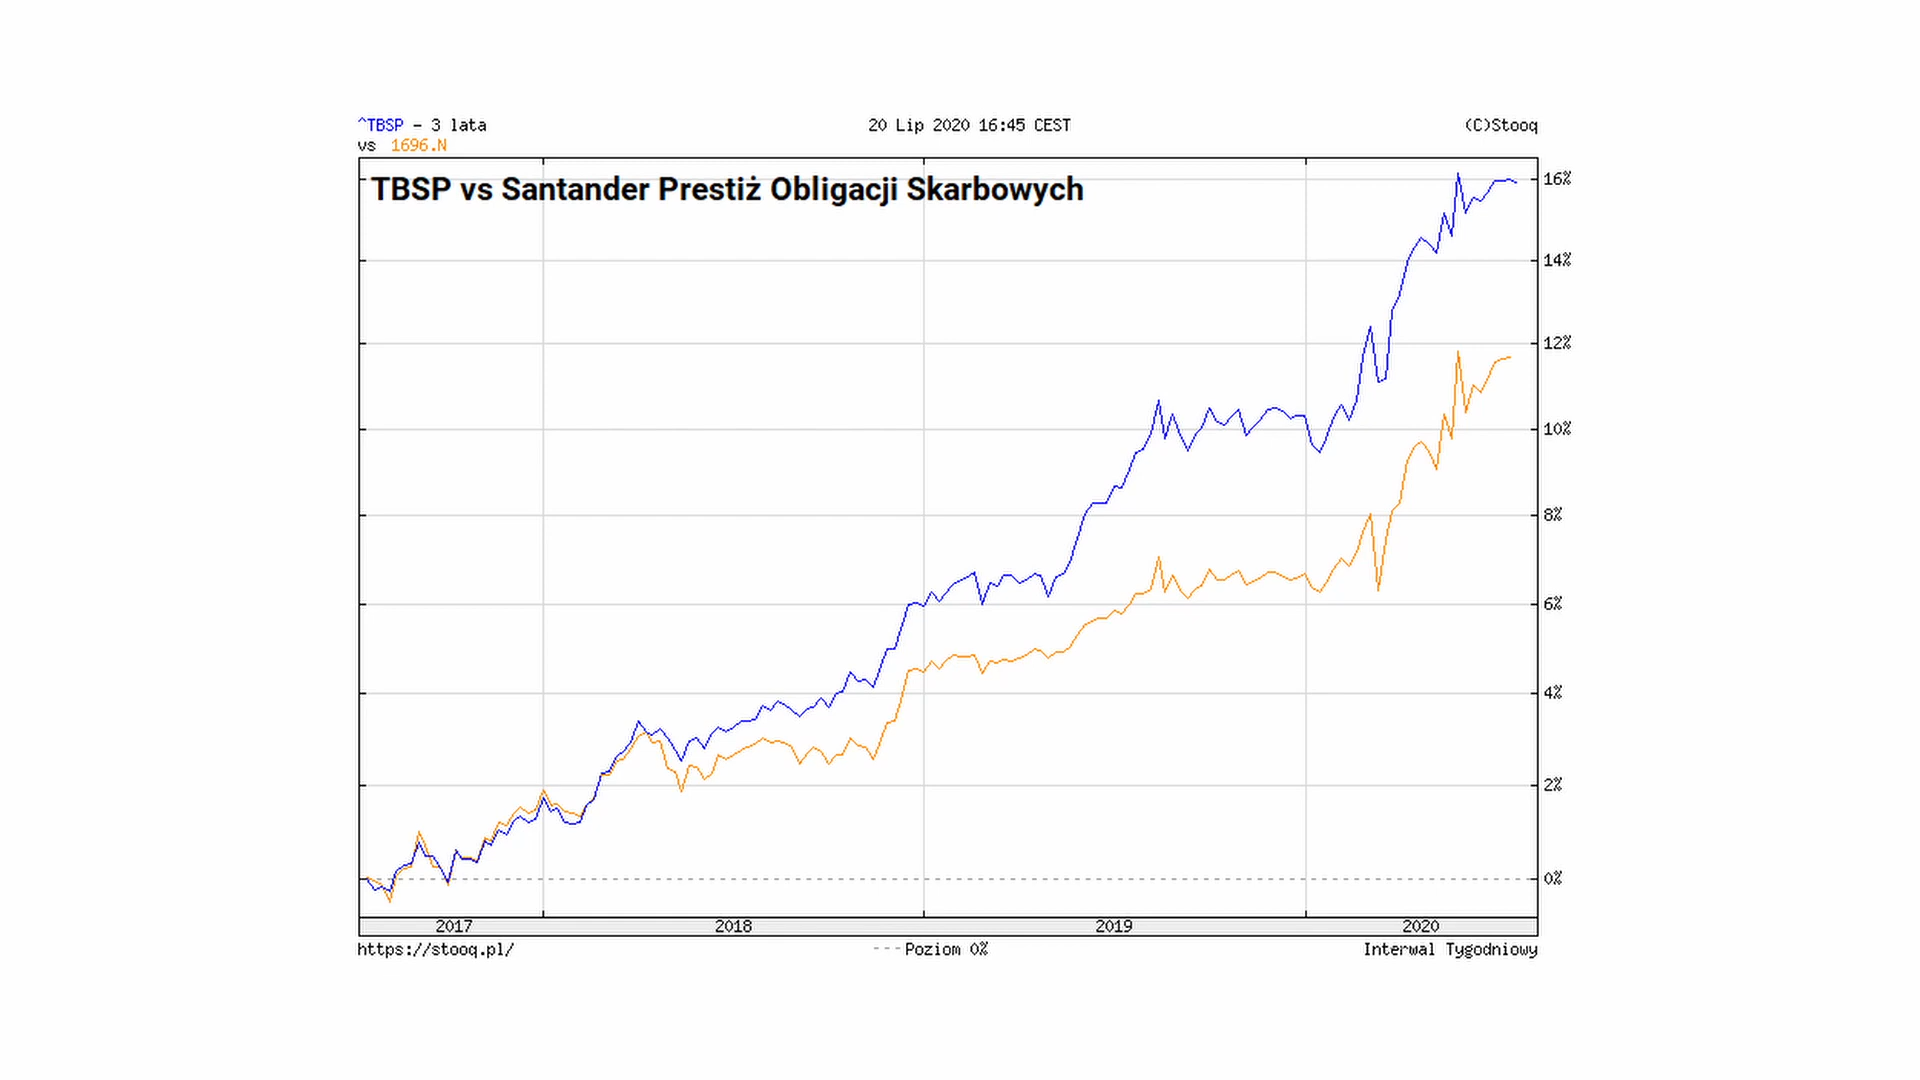 ^TBSP - 3 lata 20 Lip 2020 16:45 CEST (C)Stooq
vs 1696.N
TBSP vs Santander Prestiż Obligacji Skarbowych
16%
14%
12%
10%
8%
6%
4%
2%
0%
2017 2018 2019 2020
https://stooq.pl/ ---Poziom 0% Interwal Tygodniowy